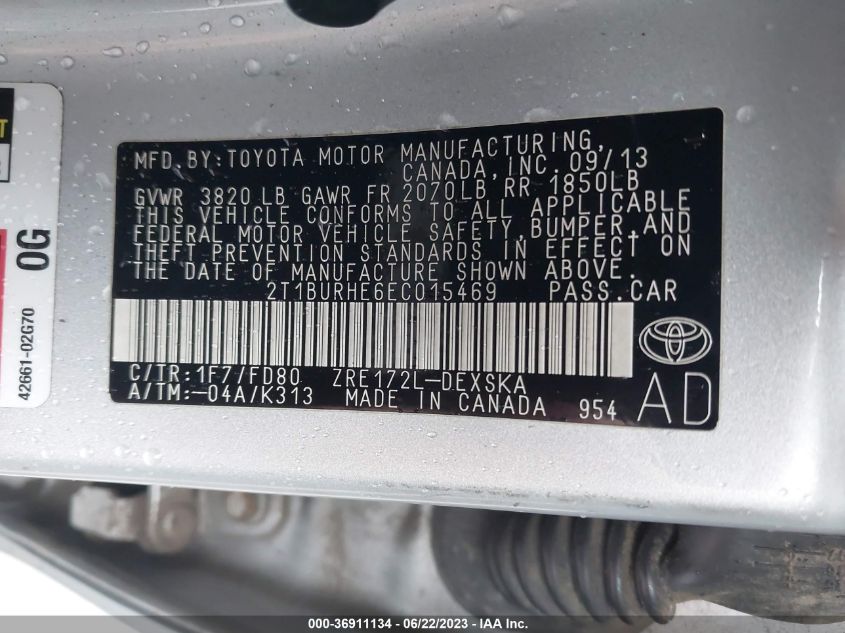 MFD. BY: TOYOTA MOTOR MANUFACTURING,
CANADA, INC. 09/13
GVWR 3820 LB GAWR FR 2070LB RR 1850LB
THIS VEHICLE CONFORMS TO ALL APPLICABLE
FEDERAL MOTOR VEHICLE SAFETY, BUMPER, AND
THEFT PREVENTION STANDARDS IN EFFECT ON
THE DATE OF MANUFACTURE SHOWN ABOVE.
2T1BURHE6EC015469 PASS. CAR
C/TR: 1F7/FD80 ZRE172L-DEXSKA
A/TM: -04A/K313 MADE IN CANADA 954
AD
0G
42661-02G70
000-36911134 - 06/22/2023 - IAAI.com